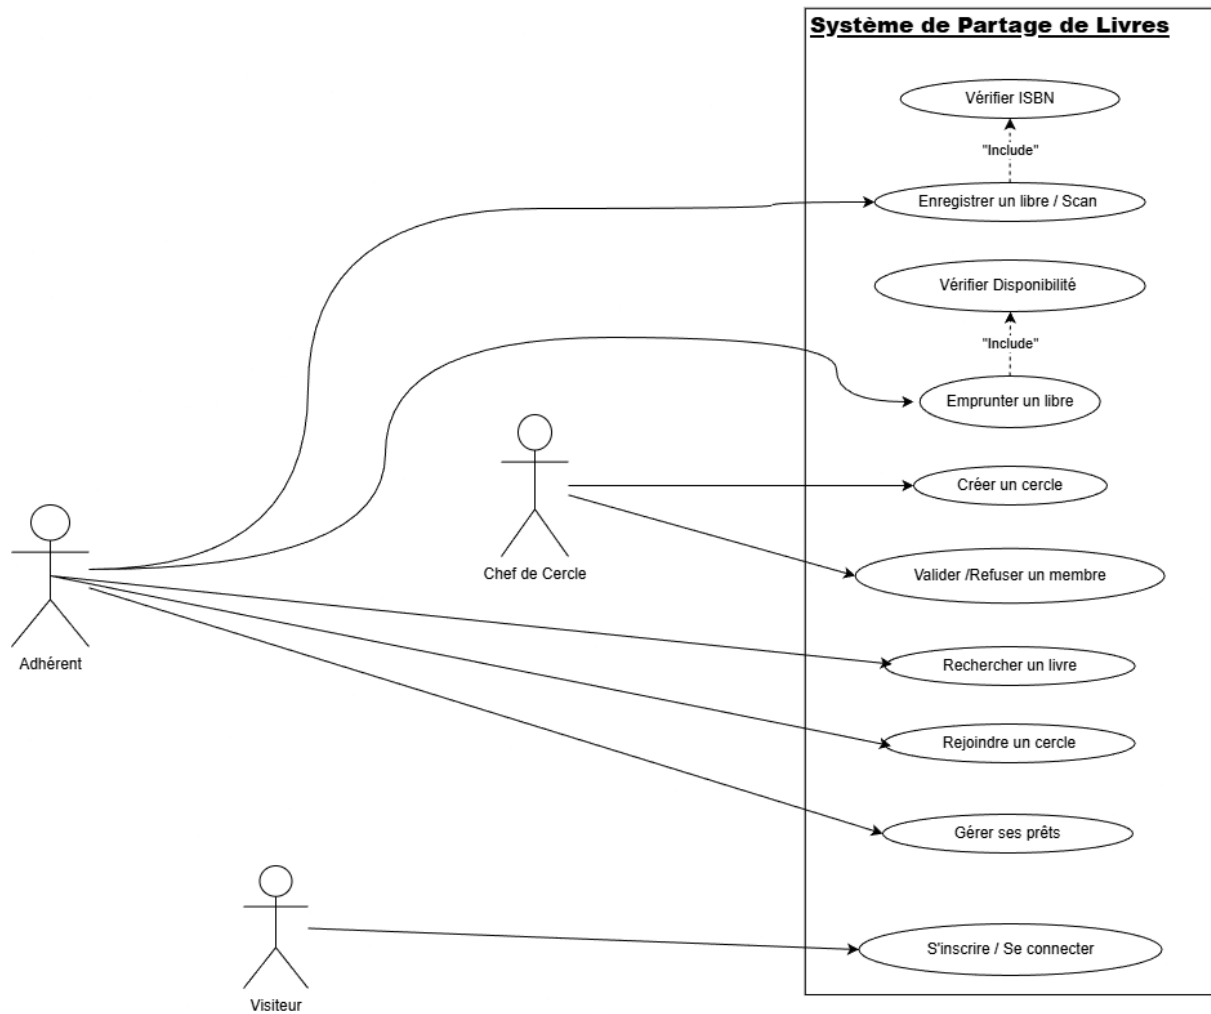 Système de Partage de Livres
Vérifier ISBN
"Include"
Enregistrer un libre / Scan
Vérifier Disponibilité
"Include"
Emprunter un libre
Créer un cercle
Chef de Cercle
Valider /Refuser un membre
Adhérent
Rechercher un livre
Rejoindre un cercle
Gérer ses prêts
S'inscrire / Se connecter
Visiteur